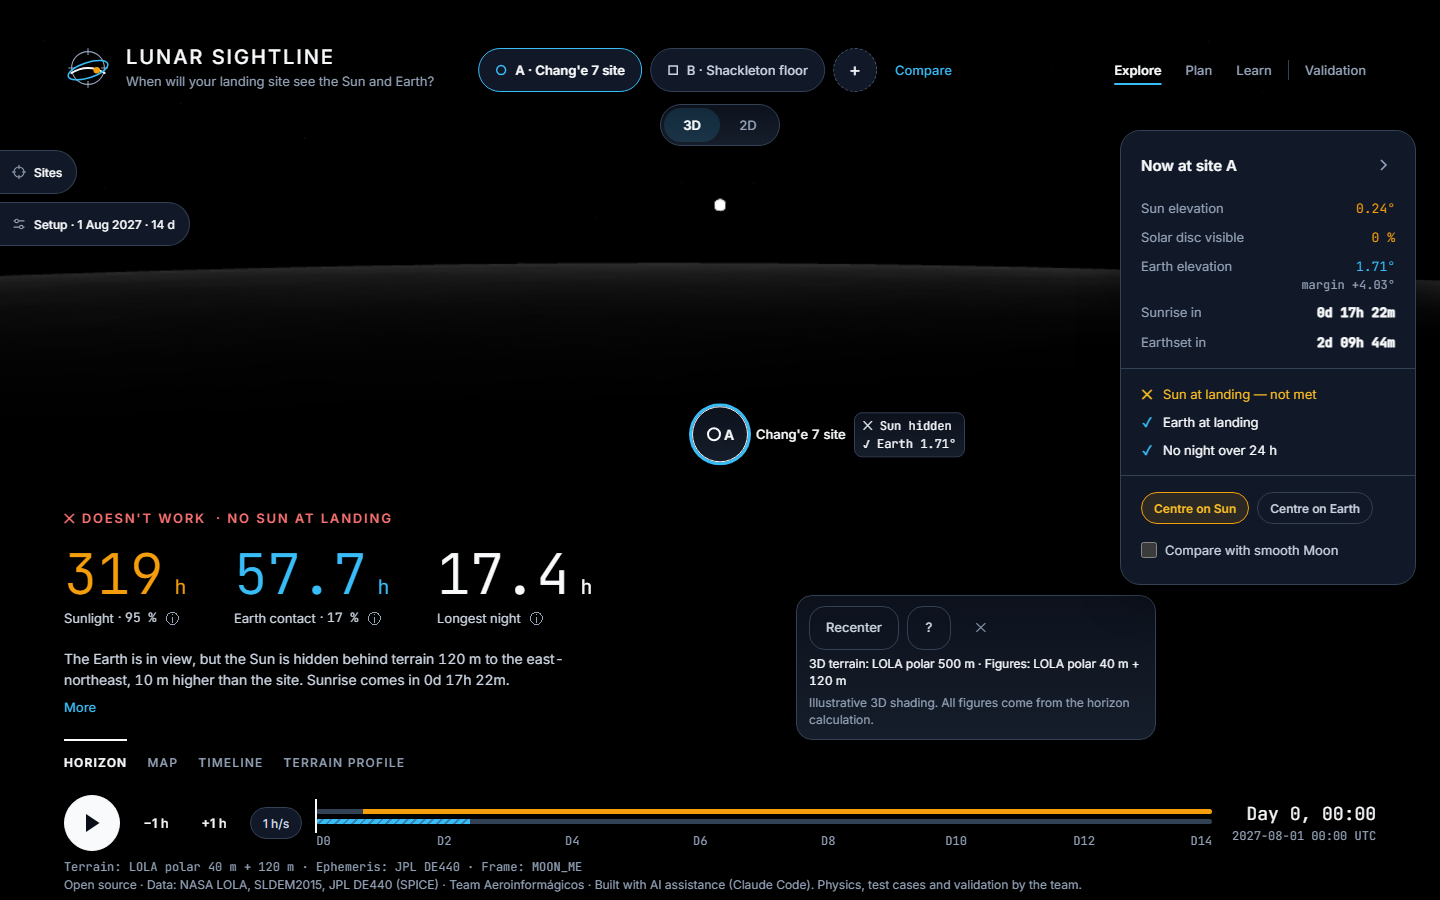 LUNAR SIGHTLINE
When will your landing site see the Sun and Earth?
A · Chang'e 7 site
B · Shackleton floor
+
Compare
Explore
Plan
Learn
Validation
3D
2D
Sites
Setup · 1 Aug 2027 · 14 d
Now at site A
Sun elevation 0.24°
Solar disc visible 0 %
Earth elevation 1.71°
margin +4.03°
Sunrise in 0d 17h 22m
Earthset in 2d 09h 44m
Sun at landing — not met
Earth at landing
No night over 24 h
Centre on Sun
Centre on Earth
Compare with smooth Moon
A
Chang'e 7 site
Sun hidden
Earth 1.71°
DOESN'T WORK · NO SUN AT LANDING
319 h
57.7 h
17.4 h
Sunlight · 95 %
Earth contact · 17 %
Longest night
The Earth is in view, but the Sun is hidden behind terrain 120 m to the east-
northeast, 10 m higher than the site. Sunrise comes in 0d 17h 22m.
More
Recenter
?
3D terrain: LOLA polar 500 m · Figures: LOLA polar 40 m +
120 m
Illustrative 3D shading. All figures come from the horizon
calculation.
HORIZON
MAP
TIMELINE
TERRAIN PROFILE
−1 h
+1 h
1 h/s
D0
D2
D4
D6
D8
D10
D12
D14
Day 0, 00:00
2027-08-01 00:00 UTC
Terrain: LOLA polar 40 m + 120 m · Ephemeris: JPL DE440 · Frame: MOON_ME
Open source · Data: NASA LOLA, SLDEM2015, JPL DE440 (SPICE) · Team Aeroinformágicos · Built with AI assistance (Claude Code). Physics, test cases and validation by the team.